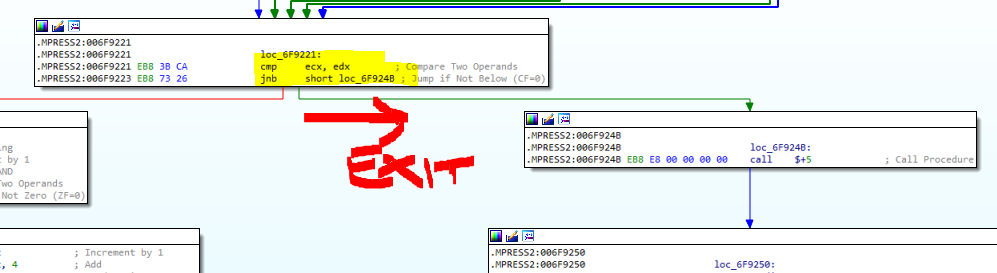 .MPRESS2:006F9221
.MPRESS2:006F9221 loc_6F9221:
.MPRESS2:006F9221 EB8 3B CA cmp ecx, edx ; Compare Two Operands
.MPRESS2:006F9223 EB8 73 26 jnb short loc_6F924B ; Jump if Not Below (CF=0)
EXIT
.MPRESS2:006F924B
.MPRESS2:006F924B loc_6F924B:
.MPRESS2:006F924B EB8 E8 00 00 00 00 call $+5 ; Call Procedure
ing
t by 1
AND
Two Operands
Not Zero (ZF=0)
; Increment by 1
, 4 ; Add
.MPRESS2:006F9250
.MPRESS2:006F9250 loc_6F9250: